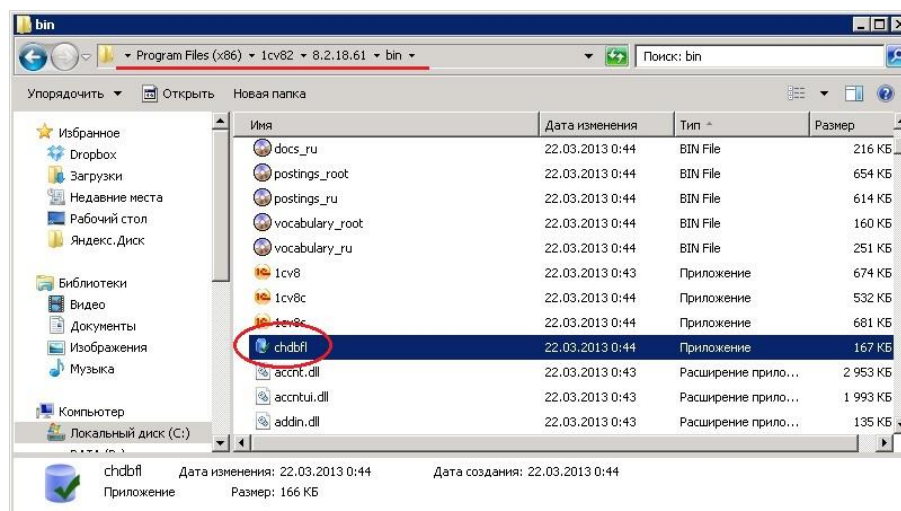 bin
Program Files (x86) 1cv82 8.2.18.61 bin
Поиск: bin
Упорядочить Открыть Новая папка
Избранное
Dropbox
Загрузки
Недавние места
Рабочий стол
Яндекс.Диск
Библиотеки
Видео
Документы
Изображения
Музыка
Компьютер
Локальный диск (C:)
Имя Дата изменения Тип Размер
docs_ru 22.03.2013 0:44 BIN File 216 КБ
postings_root 22.03.2013 0:44 BIN File 654 КБ
postings_ru 22.03.2013 0:44 BIN File 614 КБ
vocabulary_root 22.03.2013 0:44 BIN File 160 КБ
vocabulary_ru 22.03.2013 0:44 BIN File 251 КБ
1cv8 22.03.2013 0:43 Приложение 674 КБ
1cv8c 22.03.2013 0:44 Приложение 532 КБ
22.03.2013 0:44 Приложение 681 КБ
chdbfl 22.03.2013 0:44 Приложение 167 КБ
accnt.dll 22.03.2013 0:43 Расширение прило... 2 953 КБ
accntui.dll 22.03.2013 0:43 Расширение прило... 1 993 КБ
addin.dll 22.03.2013 0:43 Расширение прило... 135 КБ
chdbfl Дата изменения: 22.03.2013 0:44 Дата создания: 22.03.2013 0:44
Приложение Размер: 166 КБ